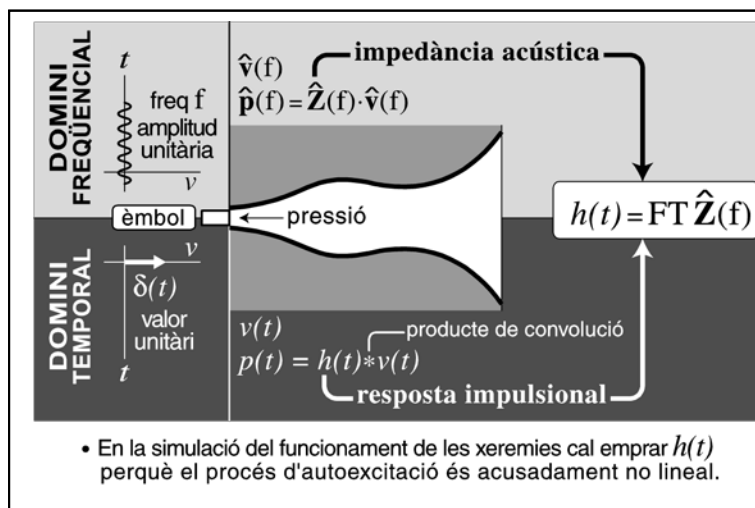 DOMINI
FREQÜENCIAL
t
freq f
amplitud
unitària
v
v̂(f)
p̂(f) = Ẑ(f)·v̂(f)
impedància acústica
èmbol
pressió
h(t) = FT Ẑ(f)
DOMINI
TEMPORAL
v
δ(t)
valor
unitàri
t
v(t)
producte de convolució
p(t) = h(t)*v(t)
resposta impulsional
• En la simulació del funcionament de les xeremies cal emprar h(t)
perquè el procés d'autoexcitació és acusadament no lineal.